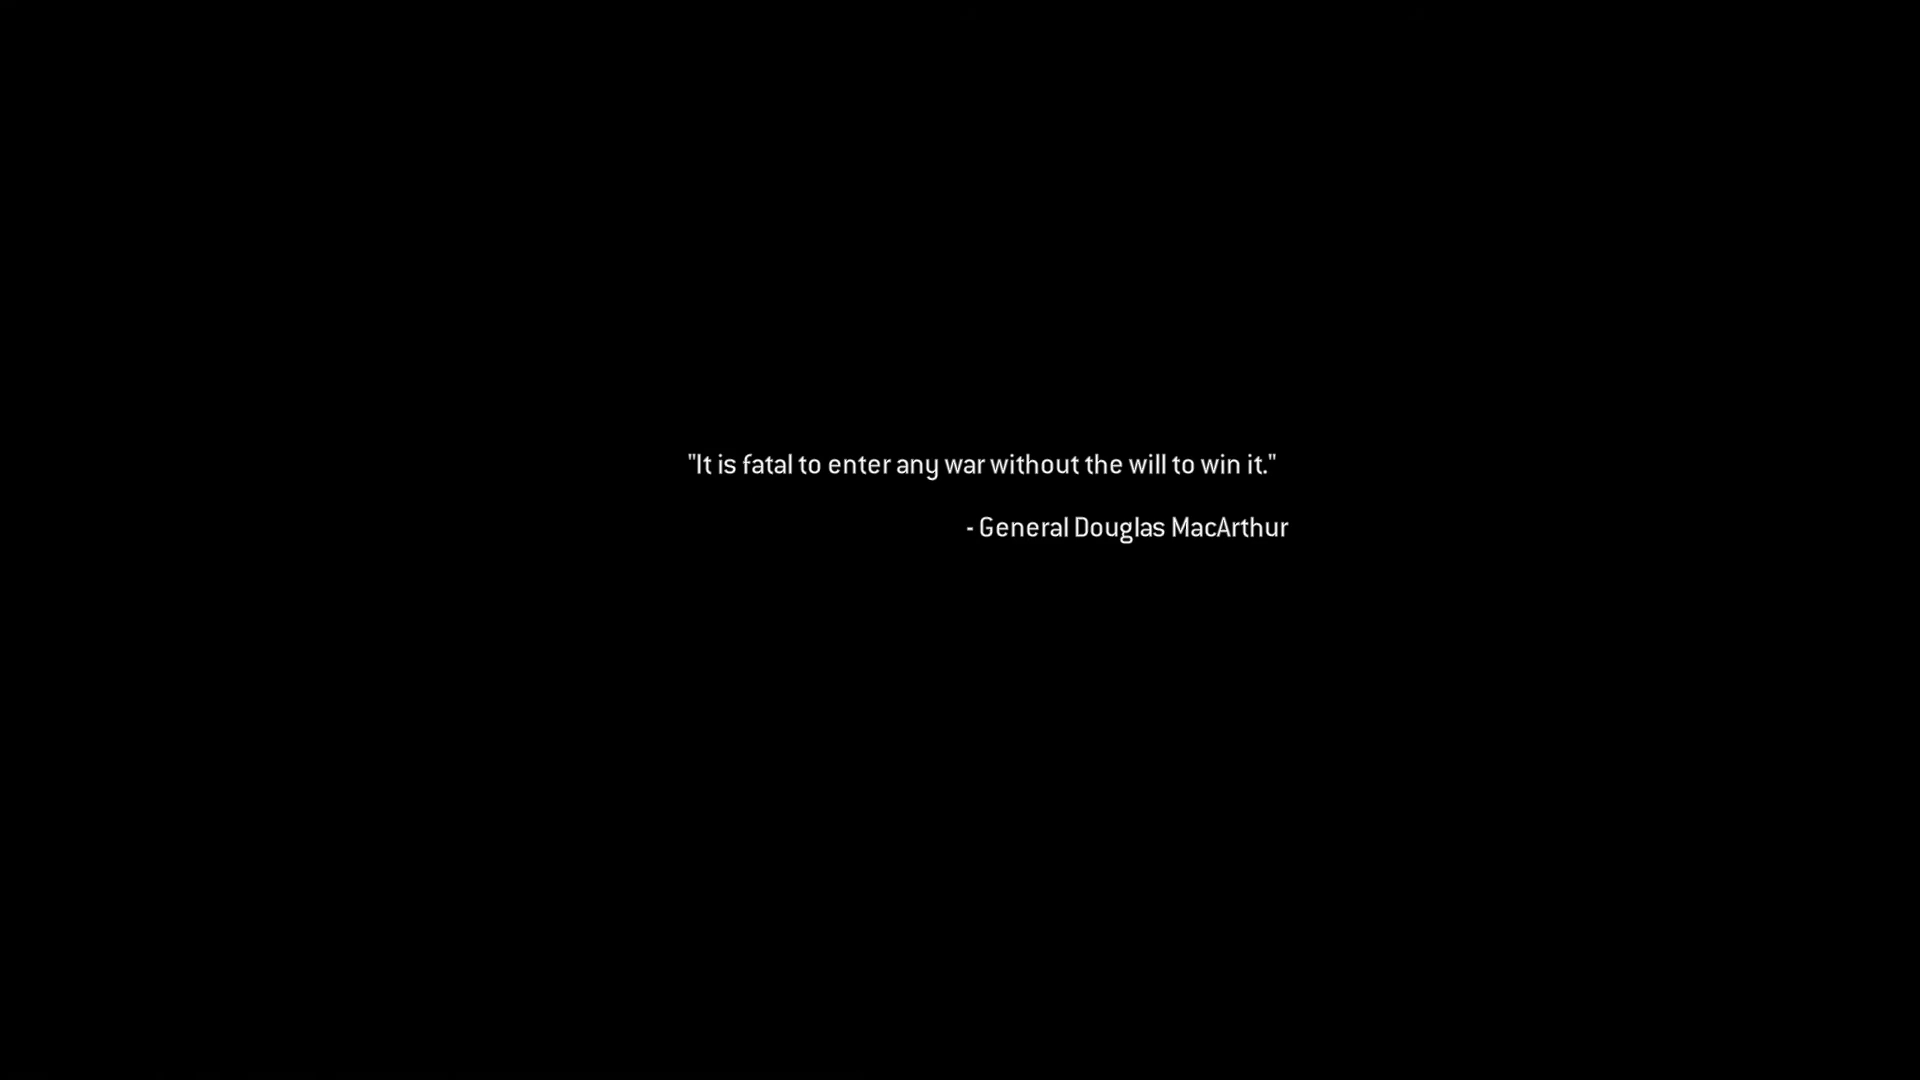 "It is fatal to enter any war without the will to win it."
- General Douglas MacArthur